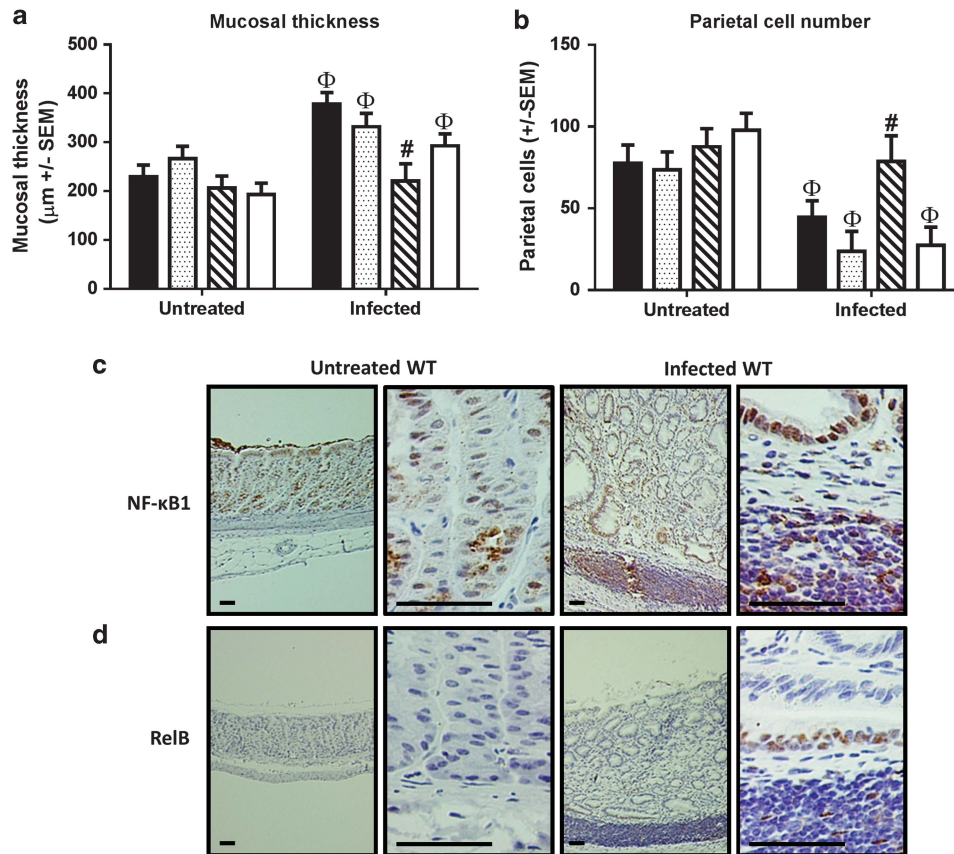 a
Mucosal thickness
Mucosal thickness
(μm +/- SEM)
500
400
300
200
100
0
Φ
Φ
#
Φ
Untreated
Infected
b
Parietal cell number
Parietal cells (+/-SEM)
150
100
50
0
Φ
Φ
#
Φ
Untreated
Infected
c
Untreated WT
Infected WT
NF-κB1
d
RelB